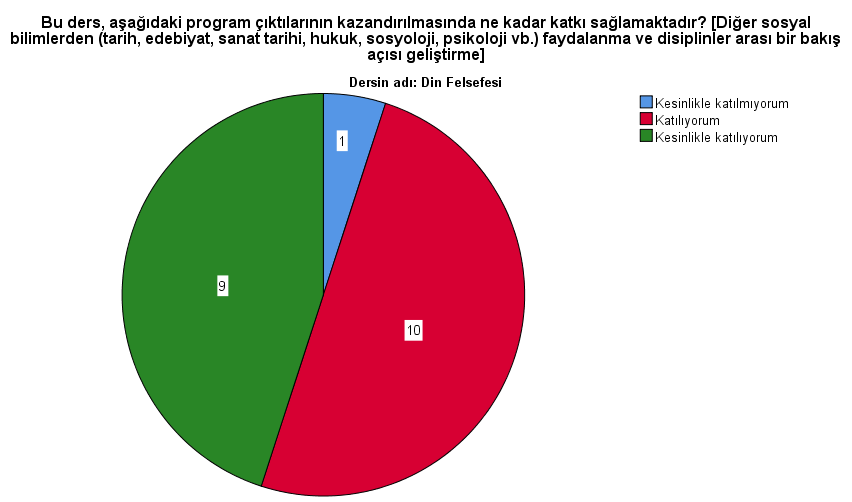 Bu ders, aşağıdaki program çıktılarının kazandırılmasında ne kadar katkı sağlamaktadır? [Diğer sosyal
bilimlerden (tarih, edebiyat, sanat tarihi, hukuk, sosyoloji, psikoloji vb.) faydalanma ve disiplinler arası bir bakış
açısı geliştirme]
Dersin adı: Din Felsefesi
Kesinlikle katılmıyorum
Katılıyorum
Kesinlikle katılıyorum
1
9
10